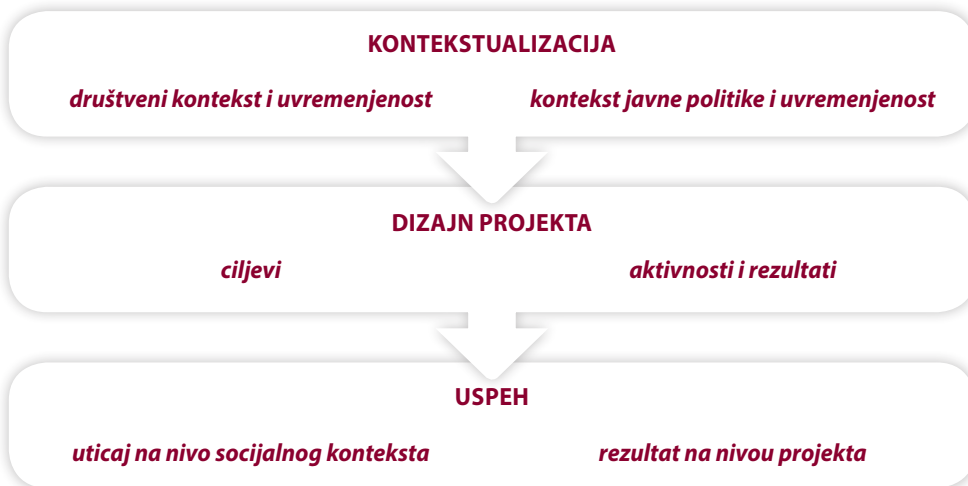 KONTEKSTUALIZACIJA
društveni kontekst i uvremenjenost kontekst javne politike i uvremenjenost
DIZAJN PROJEKTA
ciljevi aktivnosti i rezultati
USPEH
uticaj na nivo socijalnog konteksta rezultat na nivou projekta